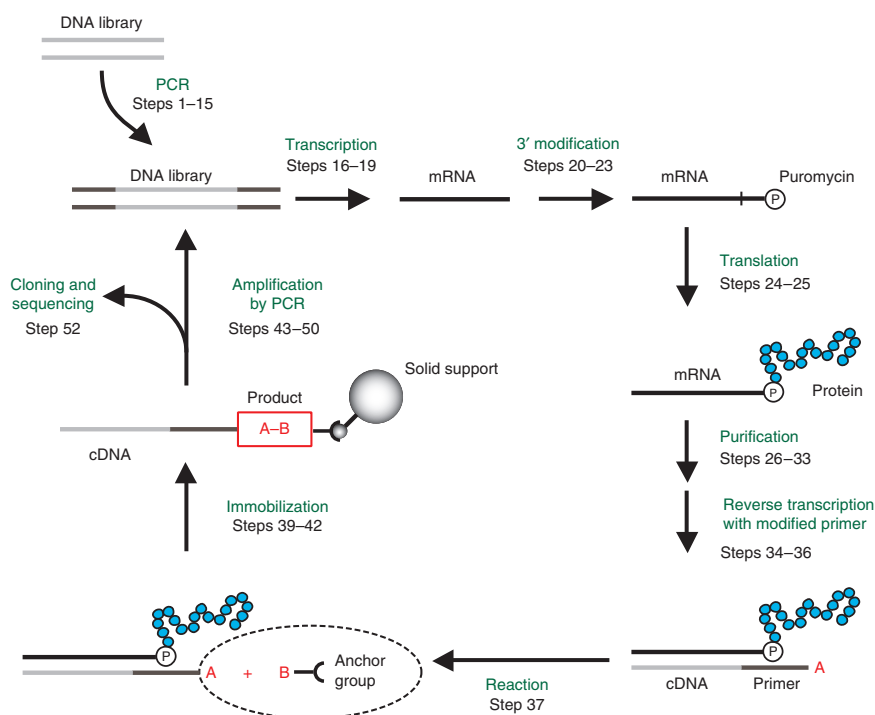 DNA library
PCR
Steps 1–15
DNA library
Transcription
Steps 16–19
mRNA
3′ modification
Steps 20–23
mRNA
Puromycin
P
Translation
Steps 24–25
mRNA
P
Protein
Purification
Steps 26–33
Reverse transcription
with modified primer
Steps 34–36
P
A
cDNA
Primer
Reaction
Step 37
P
A + B
Anchor
group
Immobilization
Steps 39–42
cDNA
Product
A–B
Solid support
Amplification
by PCR
Steps 43–50
Cloning and
sequencing
Step 52